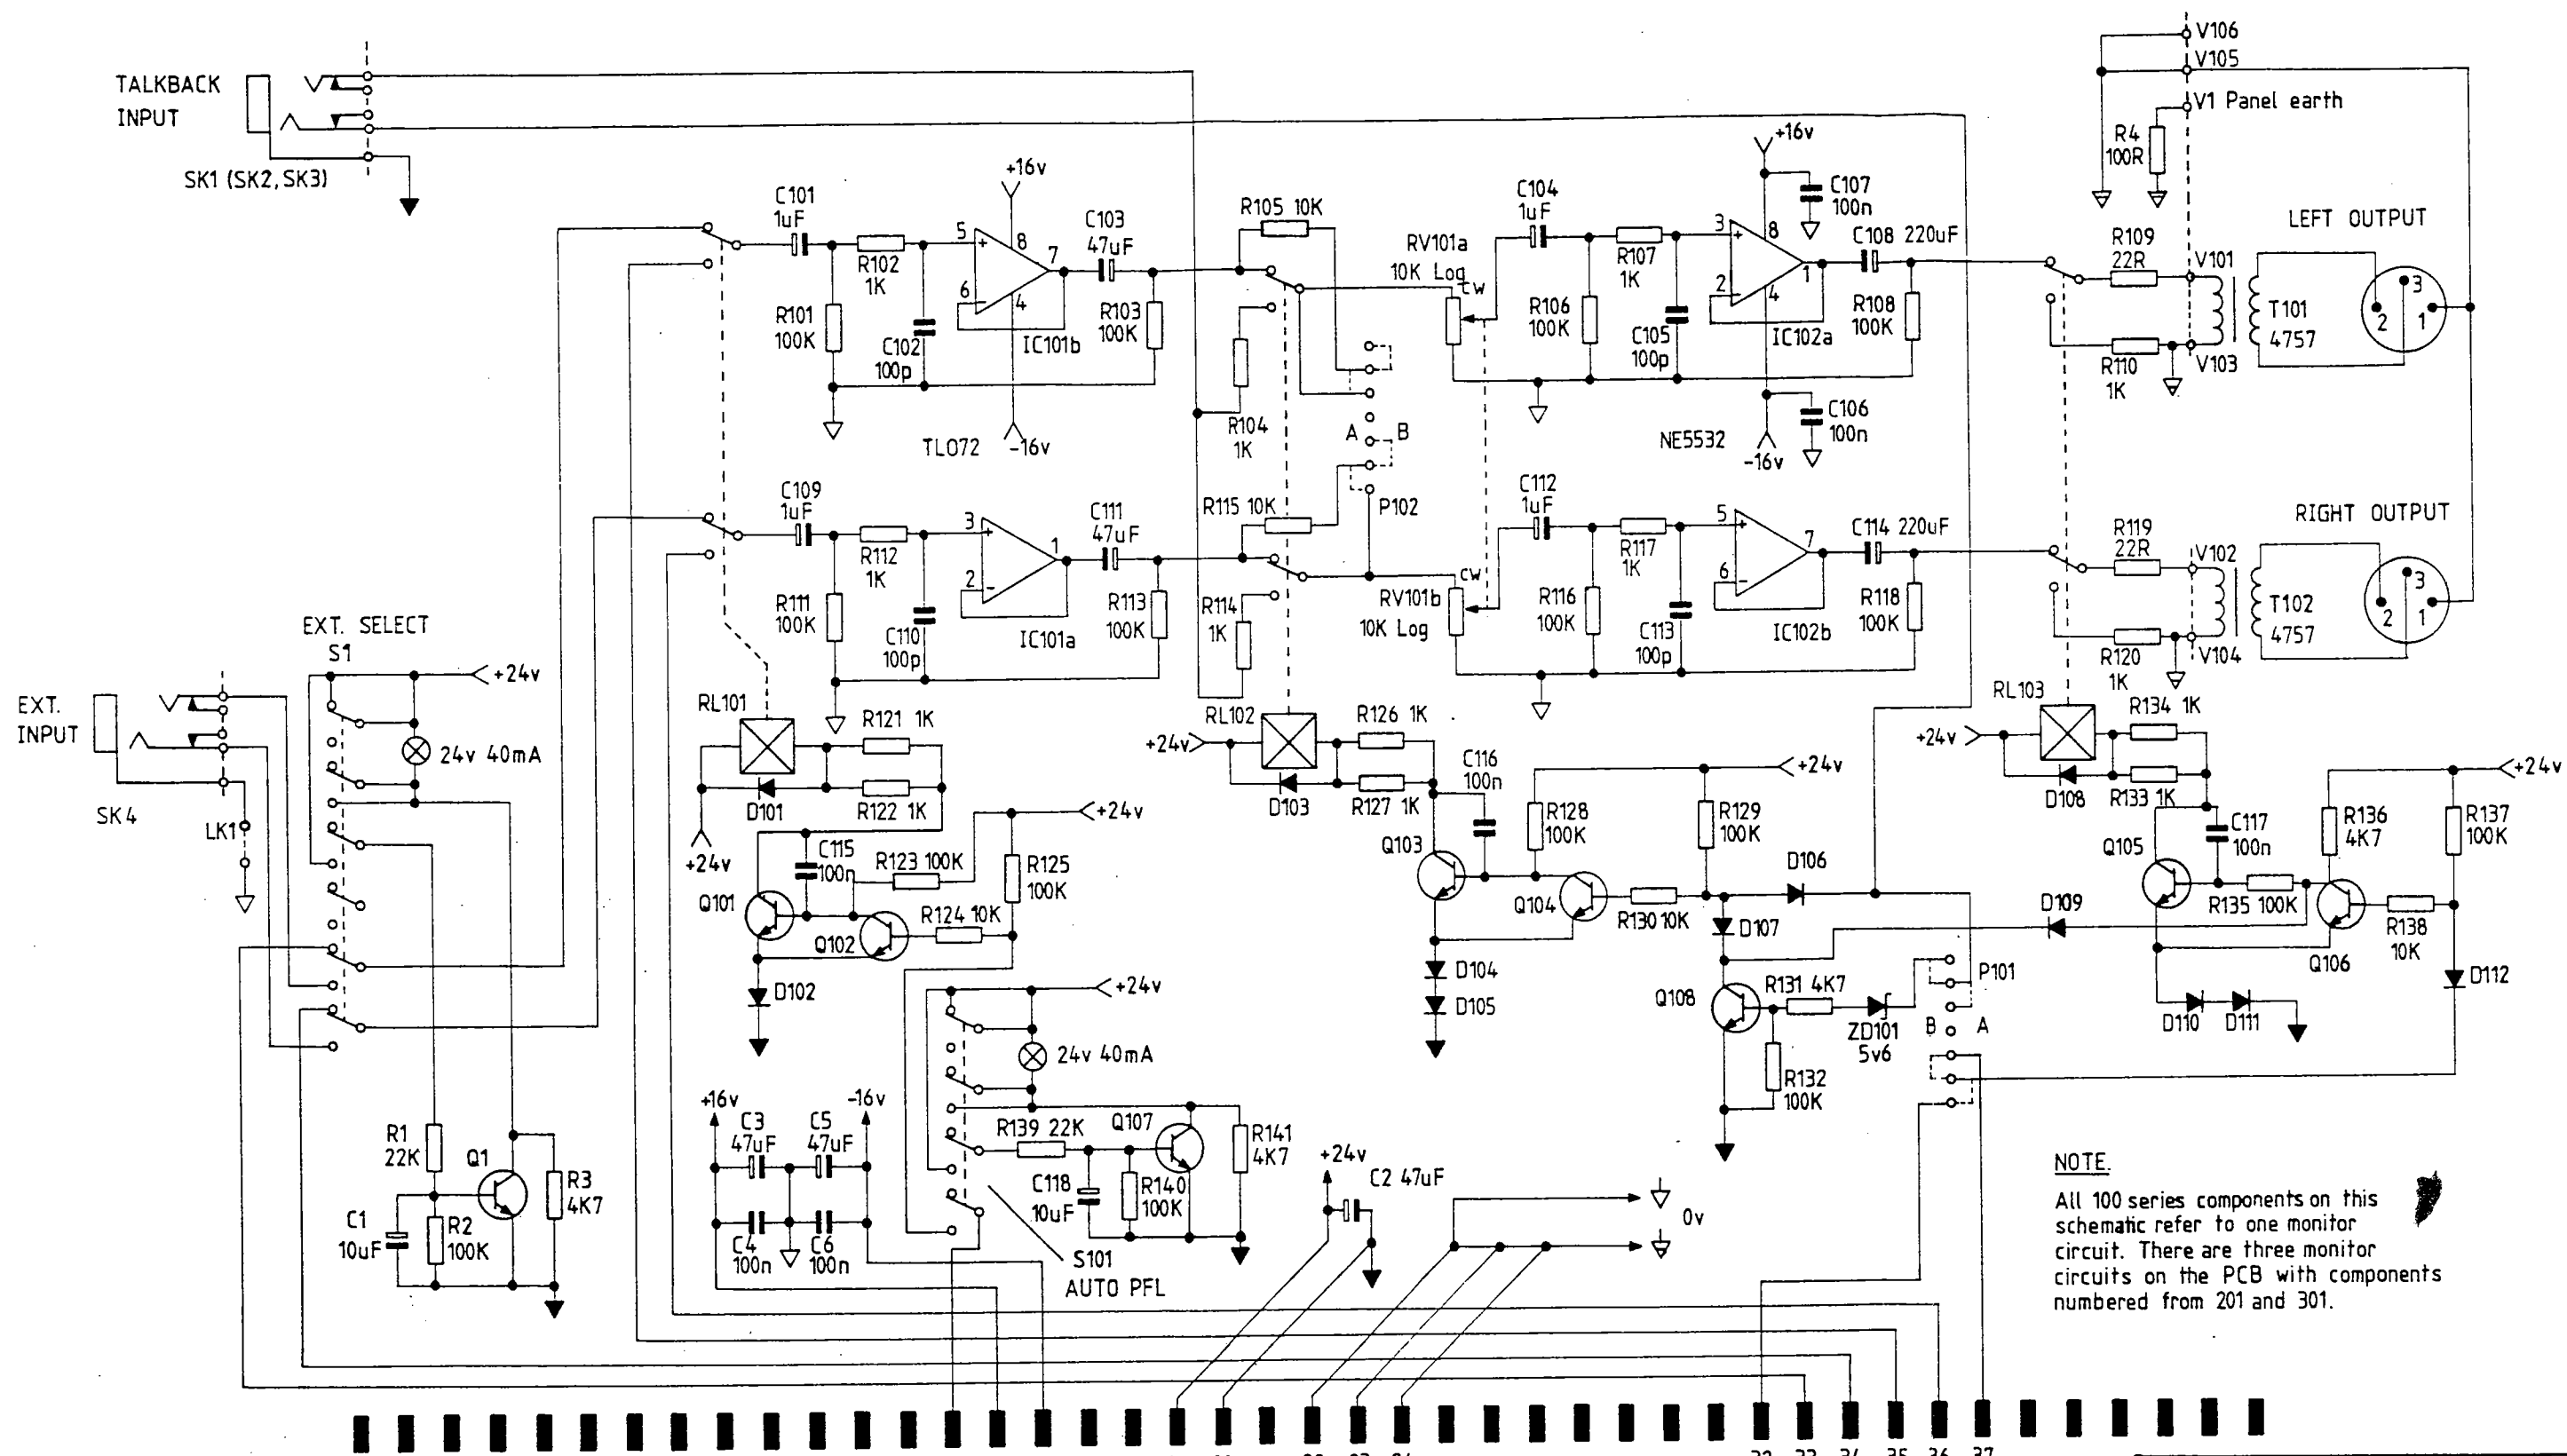 TALKBACK
INPUT
SK1 (SK2, SK3)
V106
V105
V1 Panel earth
R4
100R
LEFT OUTPUT
C101
1uF
+16v
R102
1K
5
+
8
7
6
-
4
C103
47uF
R101
100K
C102
100p
IC101b
R103
100K
TL072
-16v
R105 10K
R104
1K
RV101a
10K Log
cw
C104
1uF
R107
1K
R106
100K
C105
100p
+16v
C107
100n
3
+
8
2
-
4
1
IC102a
C108 220uF
R108
100K
C106
100n
NE5532
-16v
R109
22R
V101
R110
1K
V103
T101
4757
3
2
1
A
B
P102
C109
1uF
R112
1K
R111
100K
C110
100p
3
+
2
-
1
IC101a
C111
47uF
R113
100K
R115 10K
R114
1K
cw
RV101b
10K Log
C112
1uF
R117
1K
R116
100K
C113
100p
5
+
6
-
7
IC102b
C114 220uF
R118
100K
RIGHT OUTPUT
R119
22R
V102
R120
1K
V104
T102
4757
3
2
1
EXT. SELECT
S1
+24v
EXT.
INPUT
SK4
LK1
24v 40mA
RL101
R121 1K
D101
R122 1K
+24v
+24v
C115
100n
R123 100K
R125
100K
Q101
Q102
R124 10K
D102
RL102
+24v
R126 1K
D103
R127 1K
C116
100n
R128
100K
+24v
R129
100K
Q103
Q104
R130 10K
D106
D107
D104
D105
Q108
R131 4K7
ZD101
5v6
R132
100K
P101
B
A
RL103
+24v
R134 1K
D108
R133 1K
C117
100n
R136
4K7
+24v
R137
100K
Q105
D109
R135 100K
Q106
R138
10K
D112
D110
D111
+24v
24v 40mA
R139 22K
Q107
R141
4K7
C118
10uF
R140
100K
S101
AUTO PFL
R1
22K
Q1
R3
4K7
C1
10uF
R2
100K
+16v
-16v
C3
47uF
C5
47uF
C4
100n
C6
100n
+24v
C2 47uF
0v
NOTE.
All 100 series components on this
schematic refer to one monitor
circuit. There are three monitor
circuits on the PCB with components
numbered from 201 and 301.